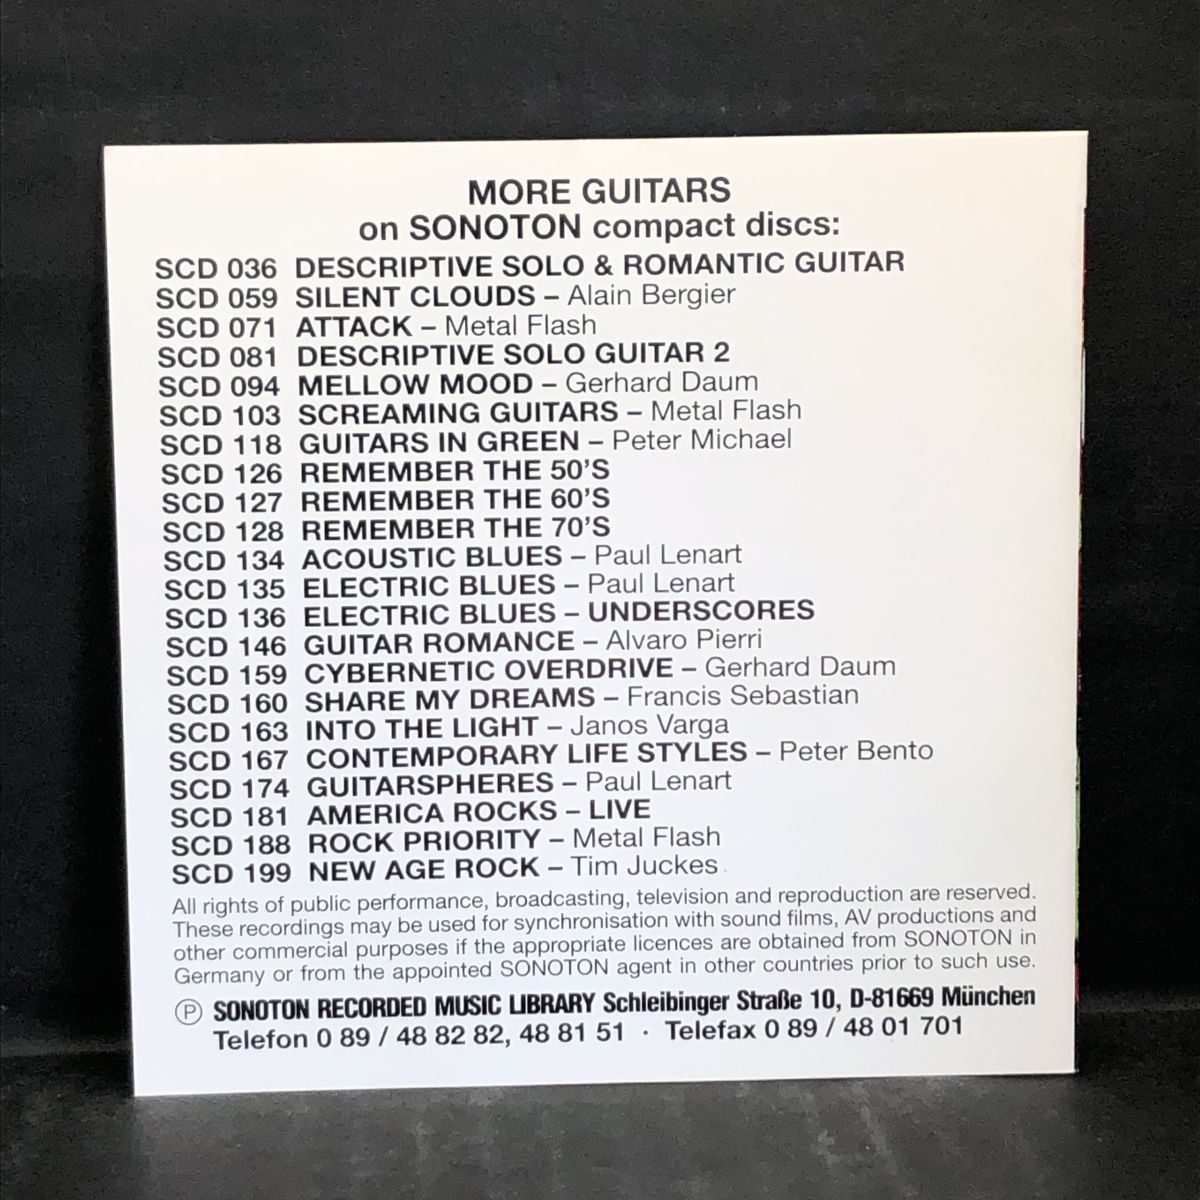 MORE GUITARS
on SONOTON compact discs:
SCD 036 DESCRIPTIVE SOLO & ROMANTIC GUITAR
SCD 059 SILENT CLOUDS – Alain Bergier
SCD 071 ATTACK – Metal Flash
SCD 081 DESCRIPTIVE SOLO GUITAR 2
SCD 094 MELLOW MOOD – Gerhard Daum
SCD 103 SCREAMING GUITARS – Metal Flash
SCD 118 GUITARS IN GREEN – Peter Michael
SCD 126 REMEMBER THE 50'S
SCD 127 REMEMBER THE 60'S
SCD 128 REMEMBER THE 70'S
SCD 134 ACOUSTIC BLUES – Paul Lenart
SCD 135 ELECTRIC BLUES – Paul Lenart
SCD 136 ELECTRIC BLUES – UNDERSCORES
SCD 146 GUITAR ROMANCE – Alvaro Pierri
SCD 159 CYBERNETIC OVERDRIVE – Gerhard Daum
SCD 160 SHARE MY DREAMS – Francis Sebastian
SCD 163 INTO THE LIGHT – Janos Varga
SCD 167 CONTEMPORARY LIFE STYLES – Peter Bento
SCD 174 GUITARSPHERES – Paul Lenart
SCD 181 AMERICA ROCKS – LIVE
SCD 188 ROCK PRIORITY – Metal Flash
SCD 199 NEW AGE ROCK – Tim Juckes
All rights of public performance, broadcasting, television and reproduction are reserved.
These recordings may be used for synchronisation with sound films, AV productions and
other commercial purposes if the appropriate licences are obtained from SONOTON in
Germany or from the appointed SONOTON agent in other countries prior to such use.
℗ SONOTON RECORDED MUSIC LIBRARY Schleibinger Straße 10, D-81669 München
Telefon 0 89 / 48 82 82, 48 81 51 · Telefax 0 89 / 48 01 701